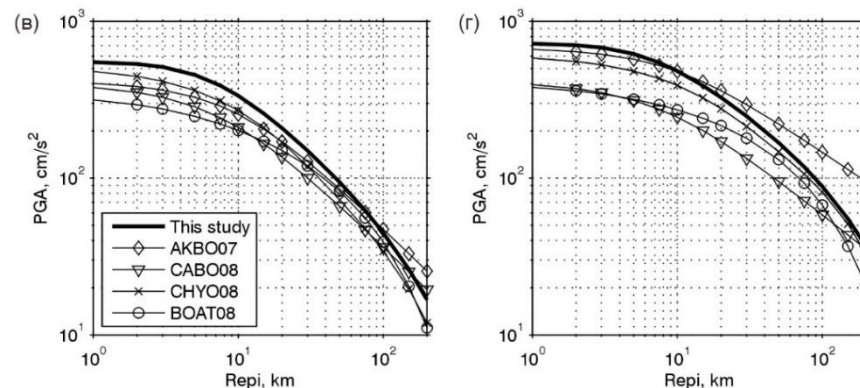 (в)
10³
10²
10¹
PGA, cm/s²
This study
AKBO07
CABO08
CHYO08
BOAT08
10⁰ 10¹ 10²
Repi, km
(г)
10³
10²
10¹
PGA, cm/s²
10⁰ 10¹ 10²
Repi, km